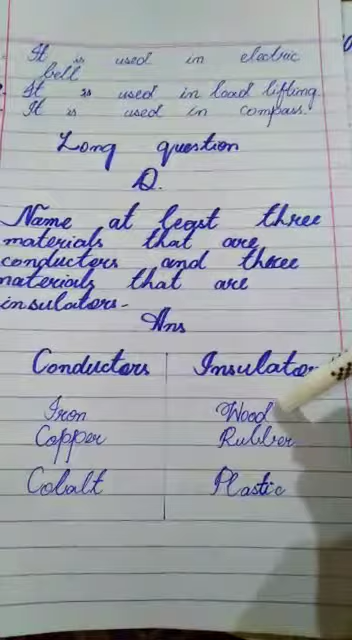 It is used in electric
bell
It is used in load lifting.
It is used in compass.
Long question
Q.
Name at least three
materials that are
conductors and three
materials that are
insulators.
Ans
Conductors Insulators
Iron Wood
Copper Rubber
Cobalt Plastic